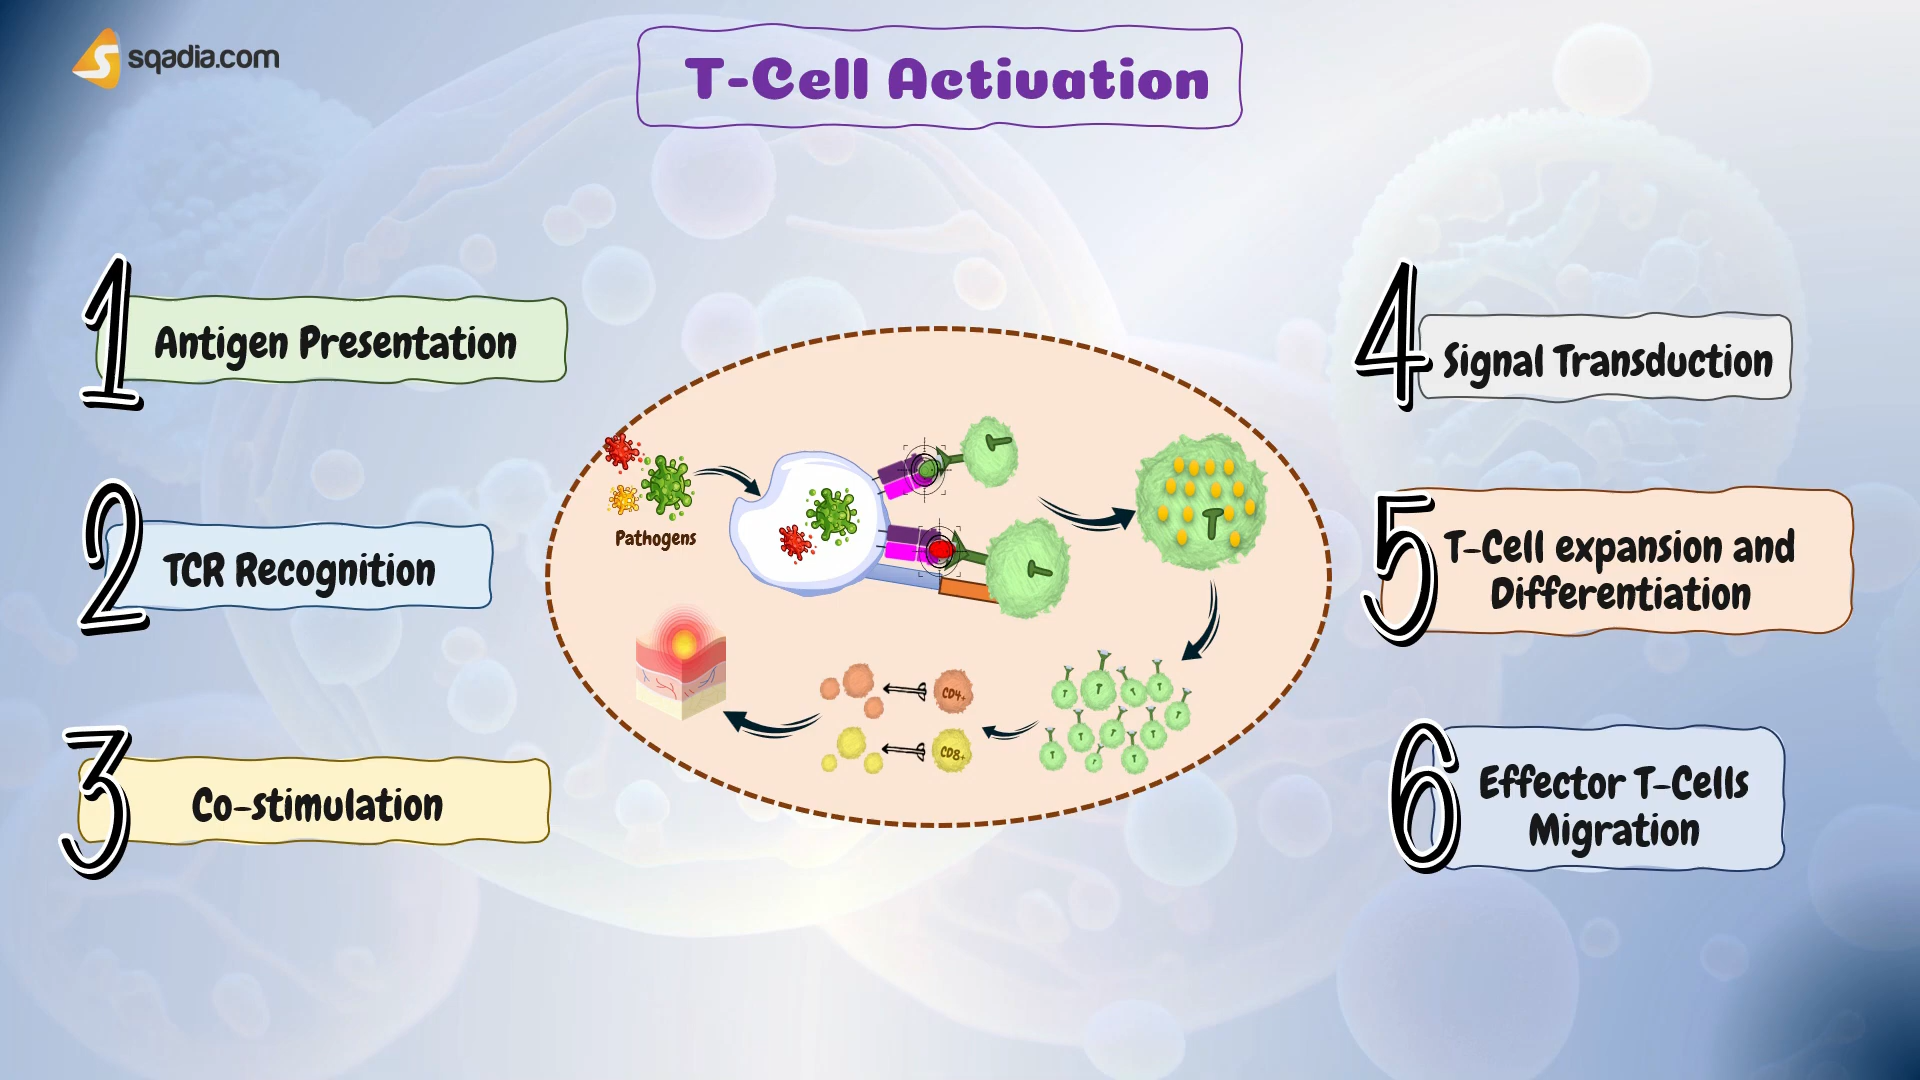 sqadia.com
T-Cell Activation
1
Antigen Presentation
2
TCR Recognition
3
Co-stimulation
4
Signal Transduction
5
T-Cell expansion and
Differentiation
6
Effector T-Cells
Migration
Pathogens
T
T
T
CD4+
CD8+
T
T
T
T
T
T
T
T
T
T
T
T